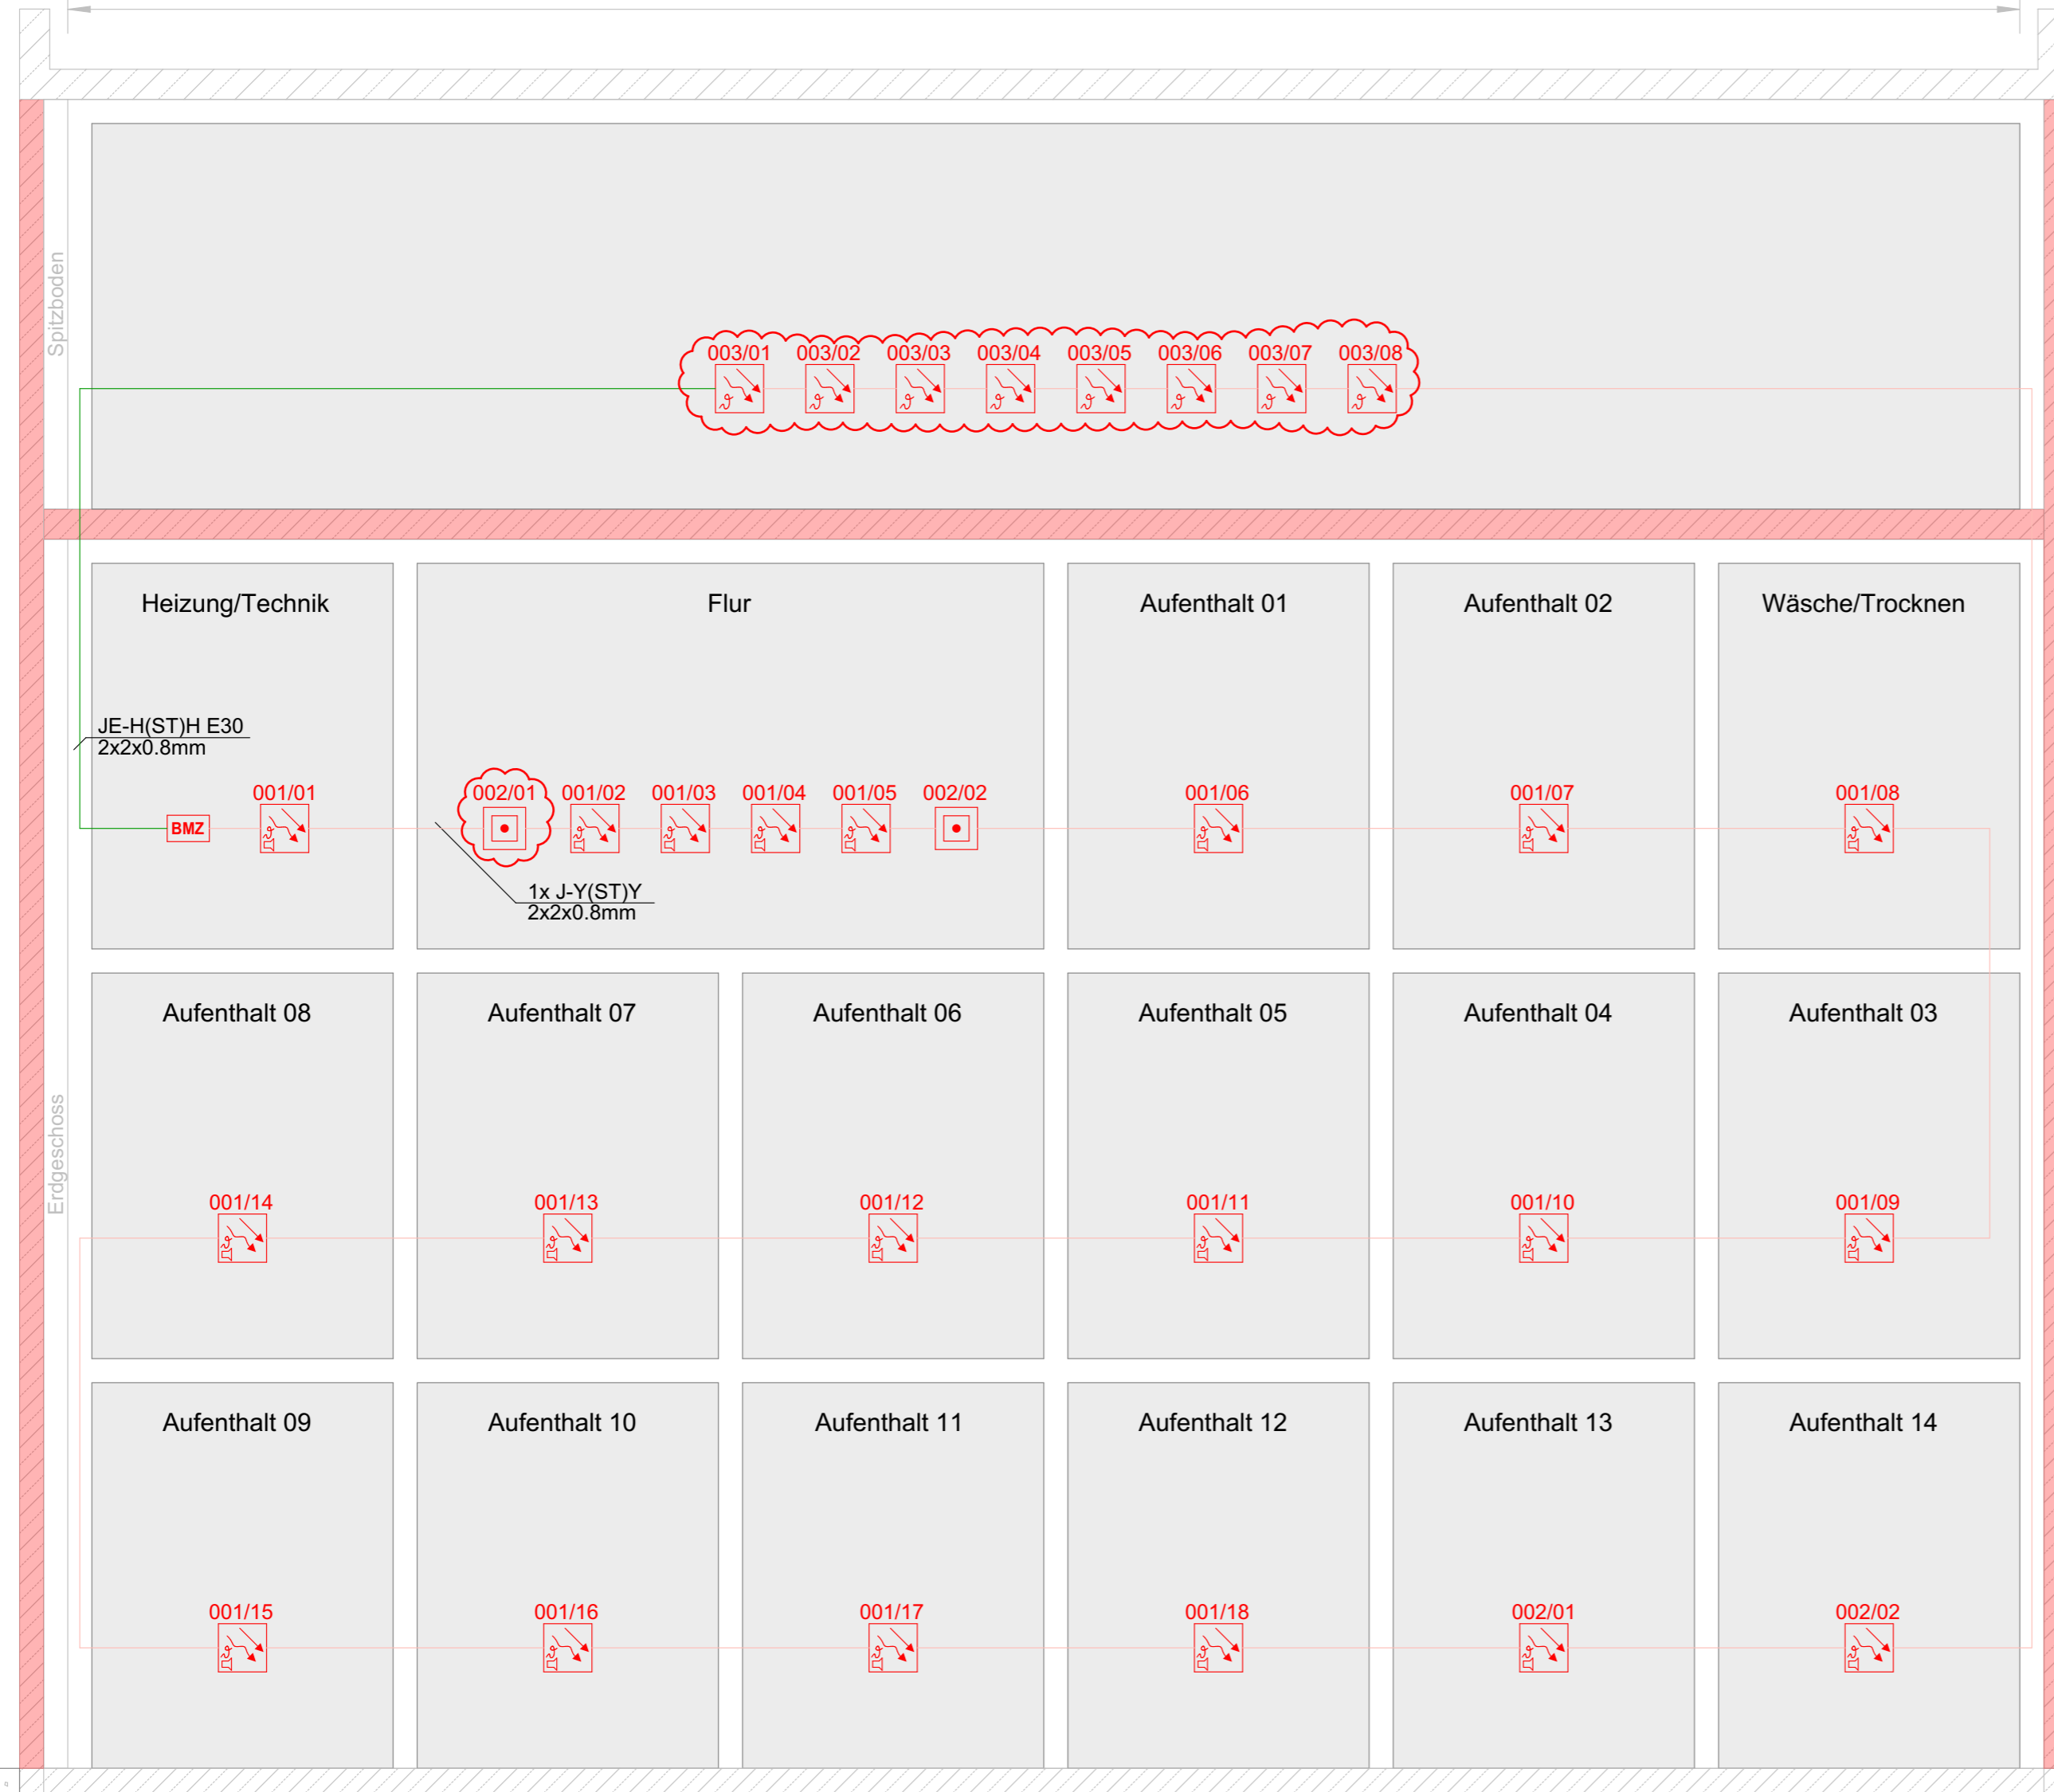 Spitzboden
003/01 003/02 003/03 003/04 003/05 003/06 003/07 003/08
Heizung/Technik
Flur
Aufenthalt 01
Aufenthalt 02
Wäsche/Trocknen
JE-H(ST)H E30
2x2x0.8mm
BMZ
001/01
002/01 001/02 001/03 001/04 001/05 002/02
001/06
001/07
001/08
1x J-Y(ST)Y
2x2x0.8mm
Erdgeschoss
Aufenthalt 08
Aufenthalt 07
Aufenthalt 06
Aufenthalt 05
Aufenthalt 04
Aufenthalt 03
001/14
001/13
001/12
001/11
001/10
001/09
Aufenthalt 09
Aufenthalt 10
Aufenthalt 11
Aufenthalt 12
Aufenthalt 13
Aufenthalt 14
001/15
001/16
001/17
001/18
002/01
002/02